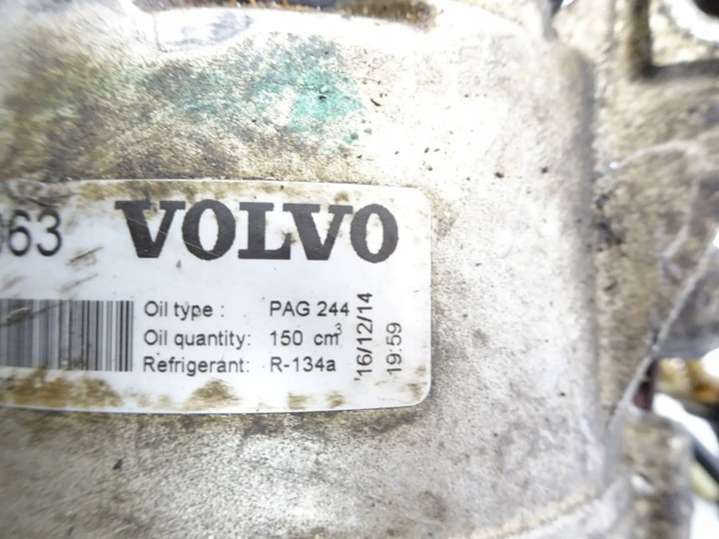 063 VOLVO
Oil type : PAG 244
Oil quantity: 150 cm³
Refrigerant: R-134a
'16/12/14
19:59